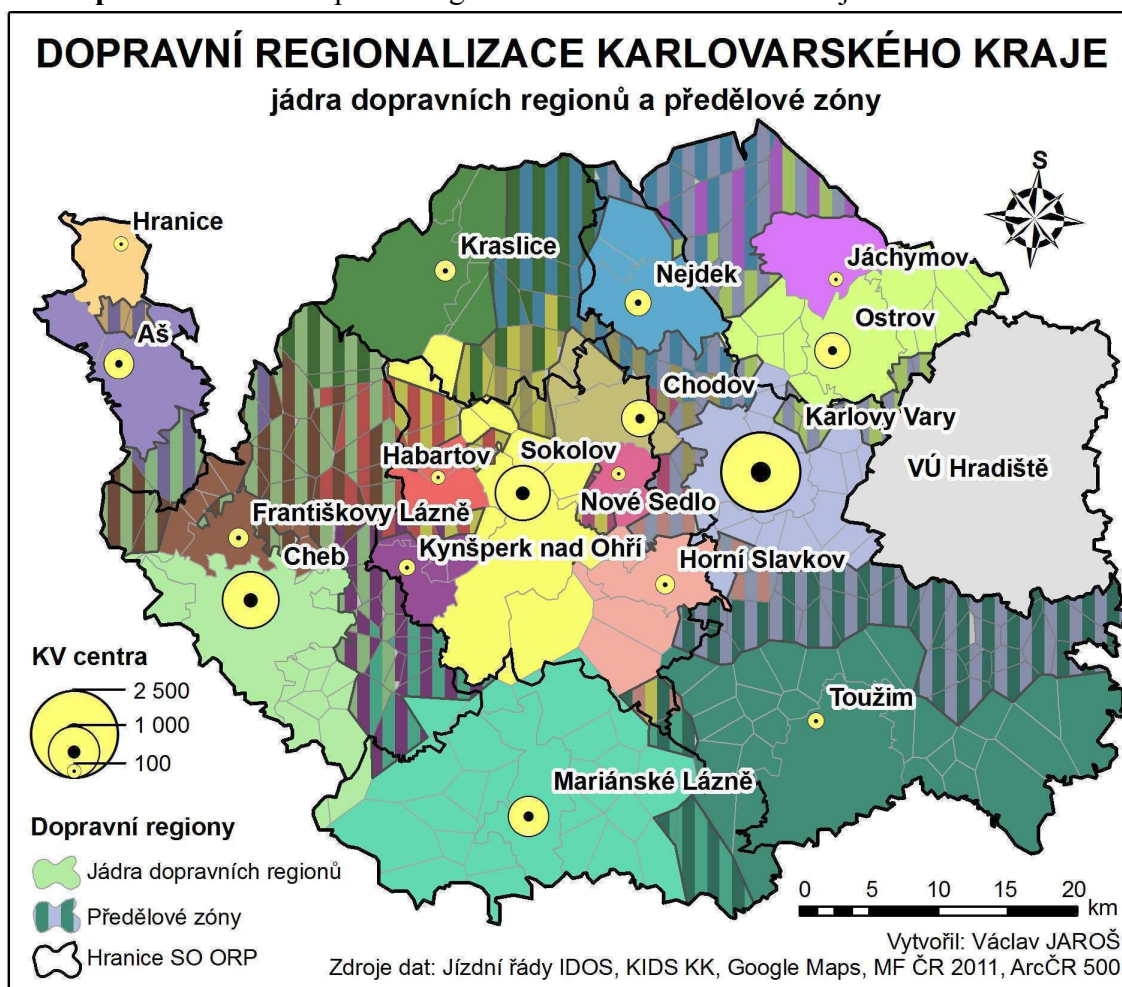 DOPRAVNÍ REGIONALIZACE KARLOVARSKÉHO KRAJE
jádra dopravních regionů a předělové zóny
S
Hranice
Kraslice
Nejdek
Jáchymov
Ostrov
Aš
Chodov
Karlovy Vary
Habartov
Sokolov
VÚ Hradiště
Nové Sedlo
Františkovy Lázně
Cheb
Kynšperk nad Ohří
Horní Slavkov
KV centra
2 500
1 000
100
Toužim
Mariánské Lázně
Dopravní regiony
Jádra dopravních regionů
Předělové zóny
Hranice SO ORP
0 5 10 15 20
km
Vytvořil: Václav JAROŠ
Zdroje dat: Jízdní řády IDOS, KIDS KK, Google Maps, MF ČR 2011, ArcČR 500